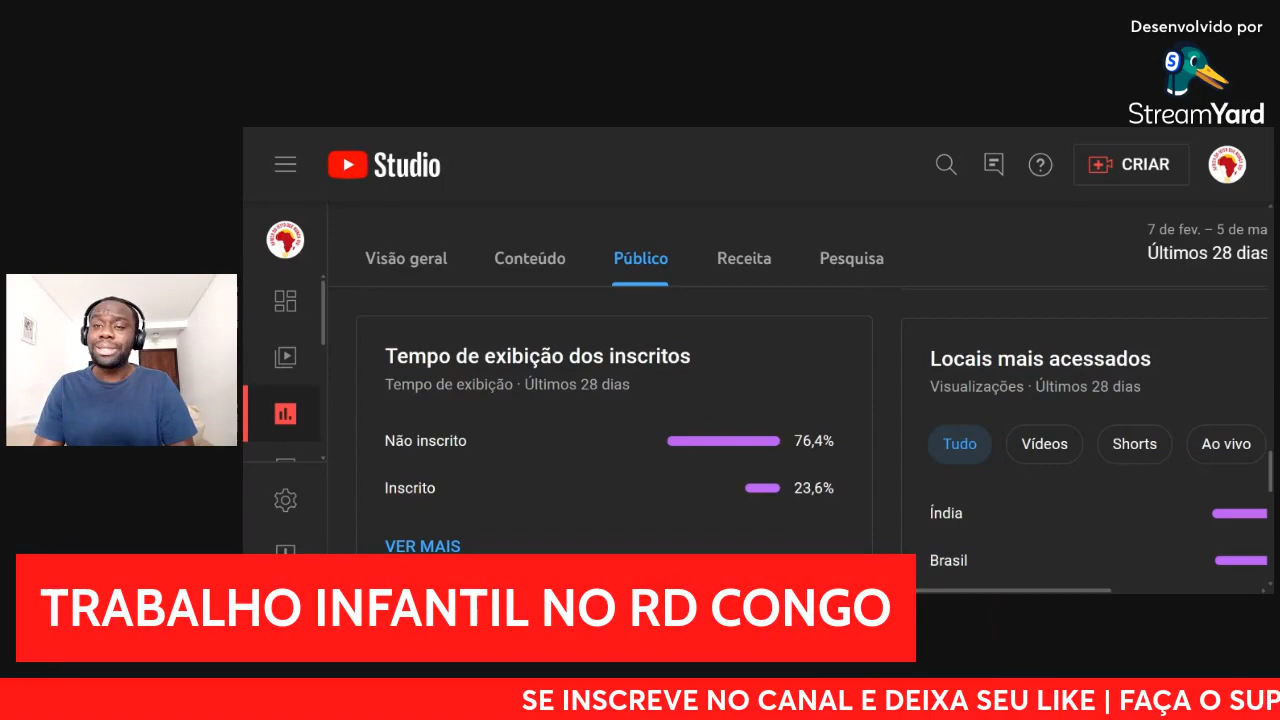 Desenvolvido por
StreamYard
Studio
CRIAR
7 de fev. – 5 de ma
Últimos 28 dias
Visão geral
Conteúdo
Público
Receita
Pesquisa
Tempo de exibição dos inscritos
Tempo de exibição · Últimos 28 dias
Não inscrito 76,4%
Inscrito 23,6%
VER MAIS
Locais mais acessados
Visualizações · Últimos 28 dias
Tudo
Vídeos
Shorts
Ao vivo
Índia
Brasil
TRABALHO INFANTIL NO RD CONGO
SE INSCREVE NO CANAL E DEIXA SEU LIKE | FAÇA O SUP